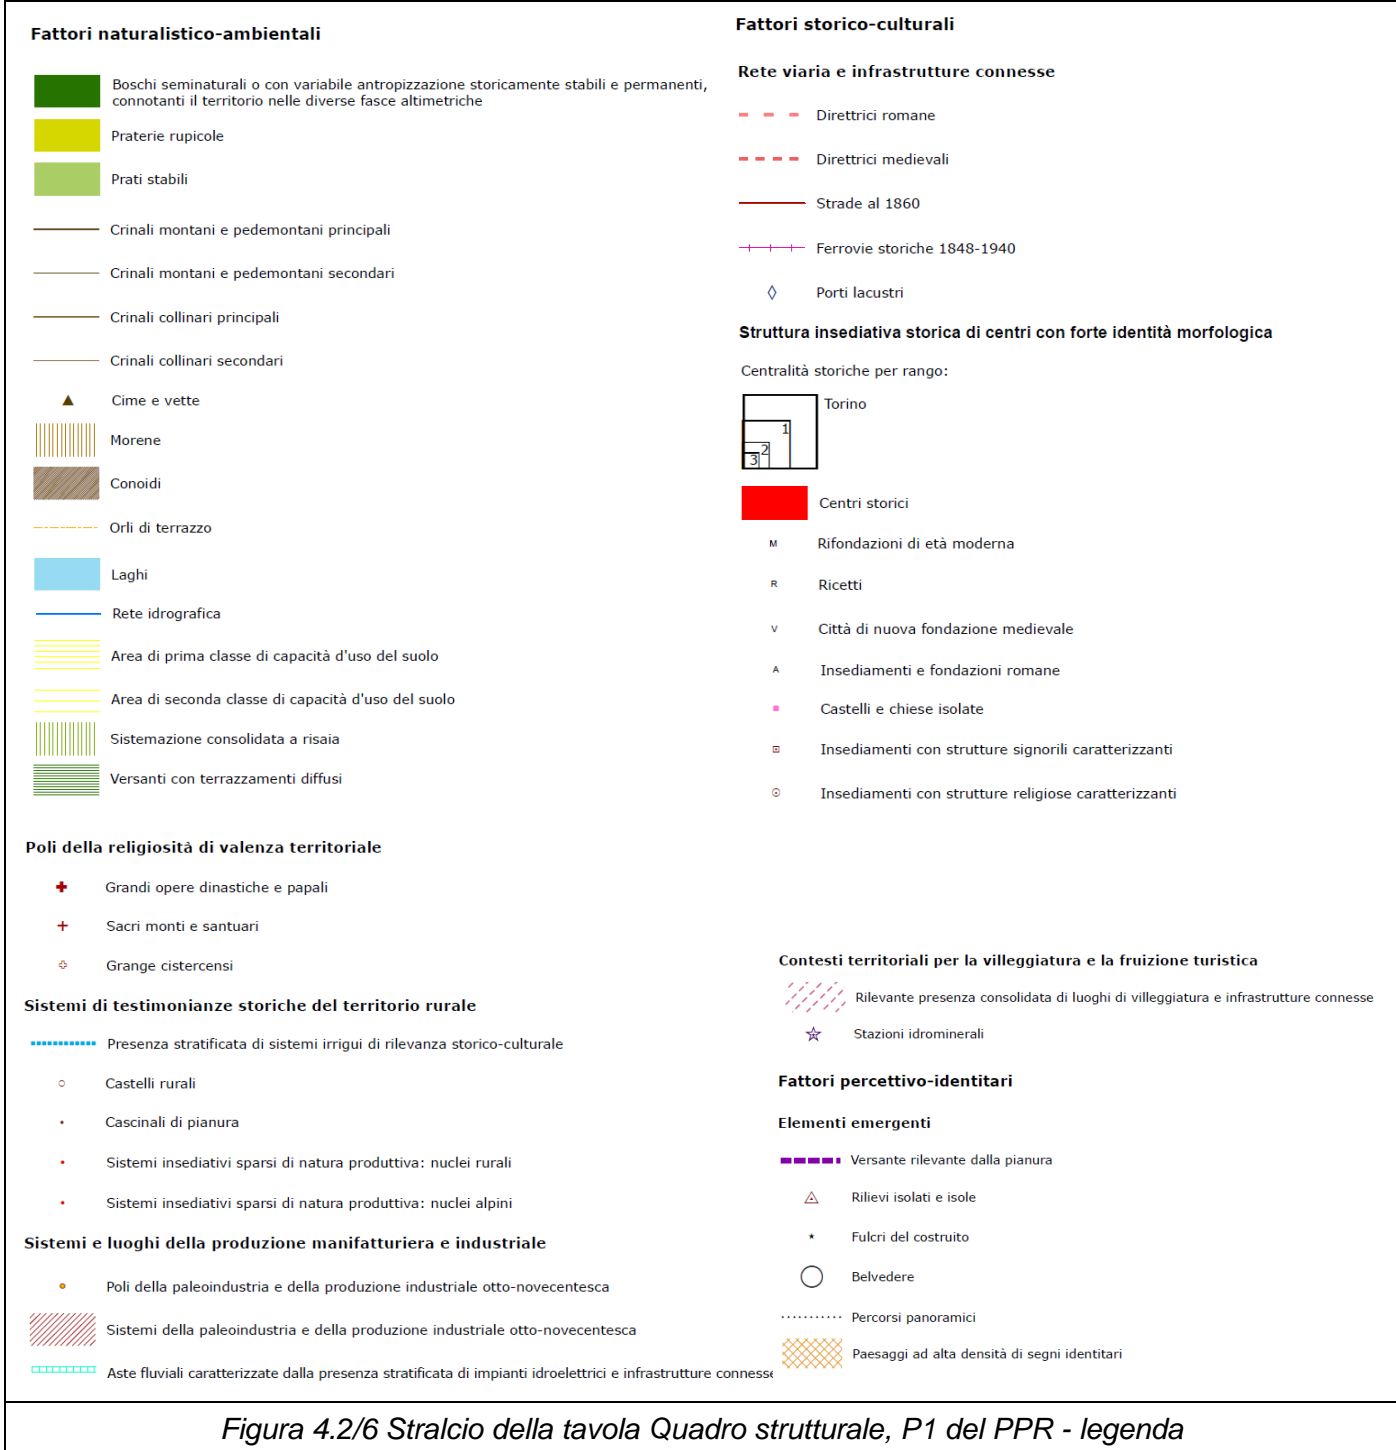 Fattori naturalistico-ambientali
Boschi seminaturali o con variabile antropizzazione storicamente stabili e permanenti,
connotanti il territorio nelle diverse fasce altimetriche
Praterie rupicole
Prati stabili
Crinali montani e pedemontani principali
Crinali montani e pedemontani secondari
Crinali collinari principali
Crinali collinari secondari
Cime e vette
Morene
Conoidi
Orli di terrazzo
Laghi
Rete idrografica
Area di prima classe di capacità d'uso del suolo
Area di seconda classe di capacità d'uso del suolo
Sistemazione consolidata a risaia
Versanti con terrazzamenti diffusi
Poli della religiosità di valenza territoriale
Grandi opere dinastiche e papali
Sacri monti e santuari
Grange cistercensi
Sistemi di testimonianze storiche del territorio rurale
Presenza stratificata di sistemi irrigui di rilevanza storico-culturale
Castelli rurali
Cascinali di pianura
Sistemi insediativi sparsi di natura produttiva: nuclei rurali
Sistemi insediativi sparsi di natura produttiva: nuclei alpini
Sistemi e luoghi della produzione manifatturiera e industriale
Poli della paleoindustria e della produzione industriale otto-novecentesca
Sistemi della paleoindustria e della produzione industriale otto-novecentesca
Aste fluviali caratterizzate dalla presenza stratificata di impianti idroelettrici e infrastrutture connesse
Fattori storico-culturali
Rete viaria e infrastrutture connesse
Direttrici romane
Direttrici medievali
Strade al 1860
Ferrovie storiche 1848-1940
Porti lacustri
Struttura insediativa storica di centri con forte identità morfologica
Centralità storiche per rango:
Torino
1
2
3
Centri storici
M Rifondazioni di età moderna
R Ricetti
V Città di nuova fondazione medievale
A Insediamenti e fondazioni romane
Castelli e chiese isolate
Insediamenti con strutture signorili caratterizzanti
Insediamenti con strutture religiose caratterizzanti
Contesti territoriali per la villeggiatura e la fruizione turistica
Rilevante presenza consolidata di luoghi di villeggiatura e infrastrutture connesse
Stazioni idrominerali
Fattori percettivo-identitari
Elementi emergenti
Versante rilevante dalla pianura
Rilievi isolati e isole
Fulcri del costruito
Belvedere
Percorsi panoramici
Paesaggi ad alta densità di segni identitari
Figura 4.2/6 Stralcio della tavola Quadro strutturale, P1 del PPR - legenda